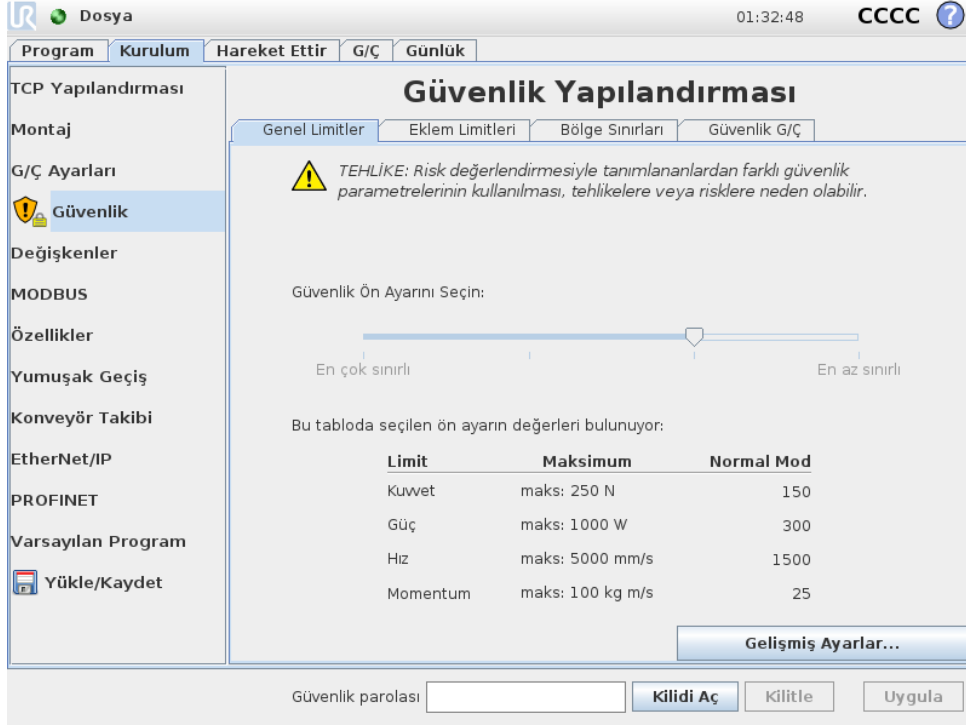 UR Dosya 01:32:48 CCCC ?
Program Kurulum Hareket Ettir G/Ç Günlük
TCP Yapılandırması
Montaj
G/Ç Ayarları
Güvenlik
Değişkenler
MODBUS
Özellikler
Yumuşak Geçiş
Konveyör Takibi
EtherNet/IP
PROFINET
Varsayılan Program
Yükle/Kaydet
Güvenlik Yapılandırması
Genel Limitler Eklem Limitleri Bölge Sınırları Güvenlik G/Ç
TEHLİKE: Risk değerlendirmesiyle tanımlananlardan farklı güvenlik
parametrelerinin kullanılması, tehlikelere veya risklere neden olabilir.
Güvenlik Ön Ayarını Seçin:
En çok sınırlı En az sınırlı
Bu tabloda seçilen ön ayarın değerleri bulunuyor:
Limit Maksimum Normal Mod
Kuvvet maks: 250 N 150
Güç maks: 1000 W 300
Hız maks: 5000 mm/s 1500
Momentum maks: 100 kg m/s 25
Gelişmiş Ayarlar...
Güvenlik parolası Kilidi Aç Kilitle Uygula